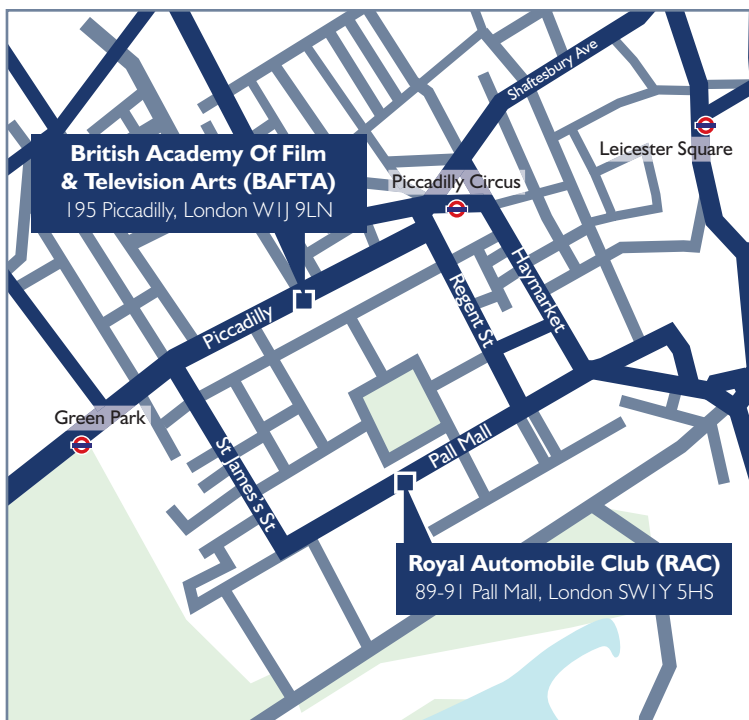 Shaftesbury Ave
Leicester Square
British Academy Of Film
& Television Arts (BAFTA)
195 Piccadilly, London W1J 9LN
Piccadilly Circus
Haymarket
Regent St
Piccadilly
Green Park
St James's St
Pall Mall
Royal Automobile Club (RAC)
89-91 Pall Mall, London SW1Y 5HS